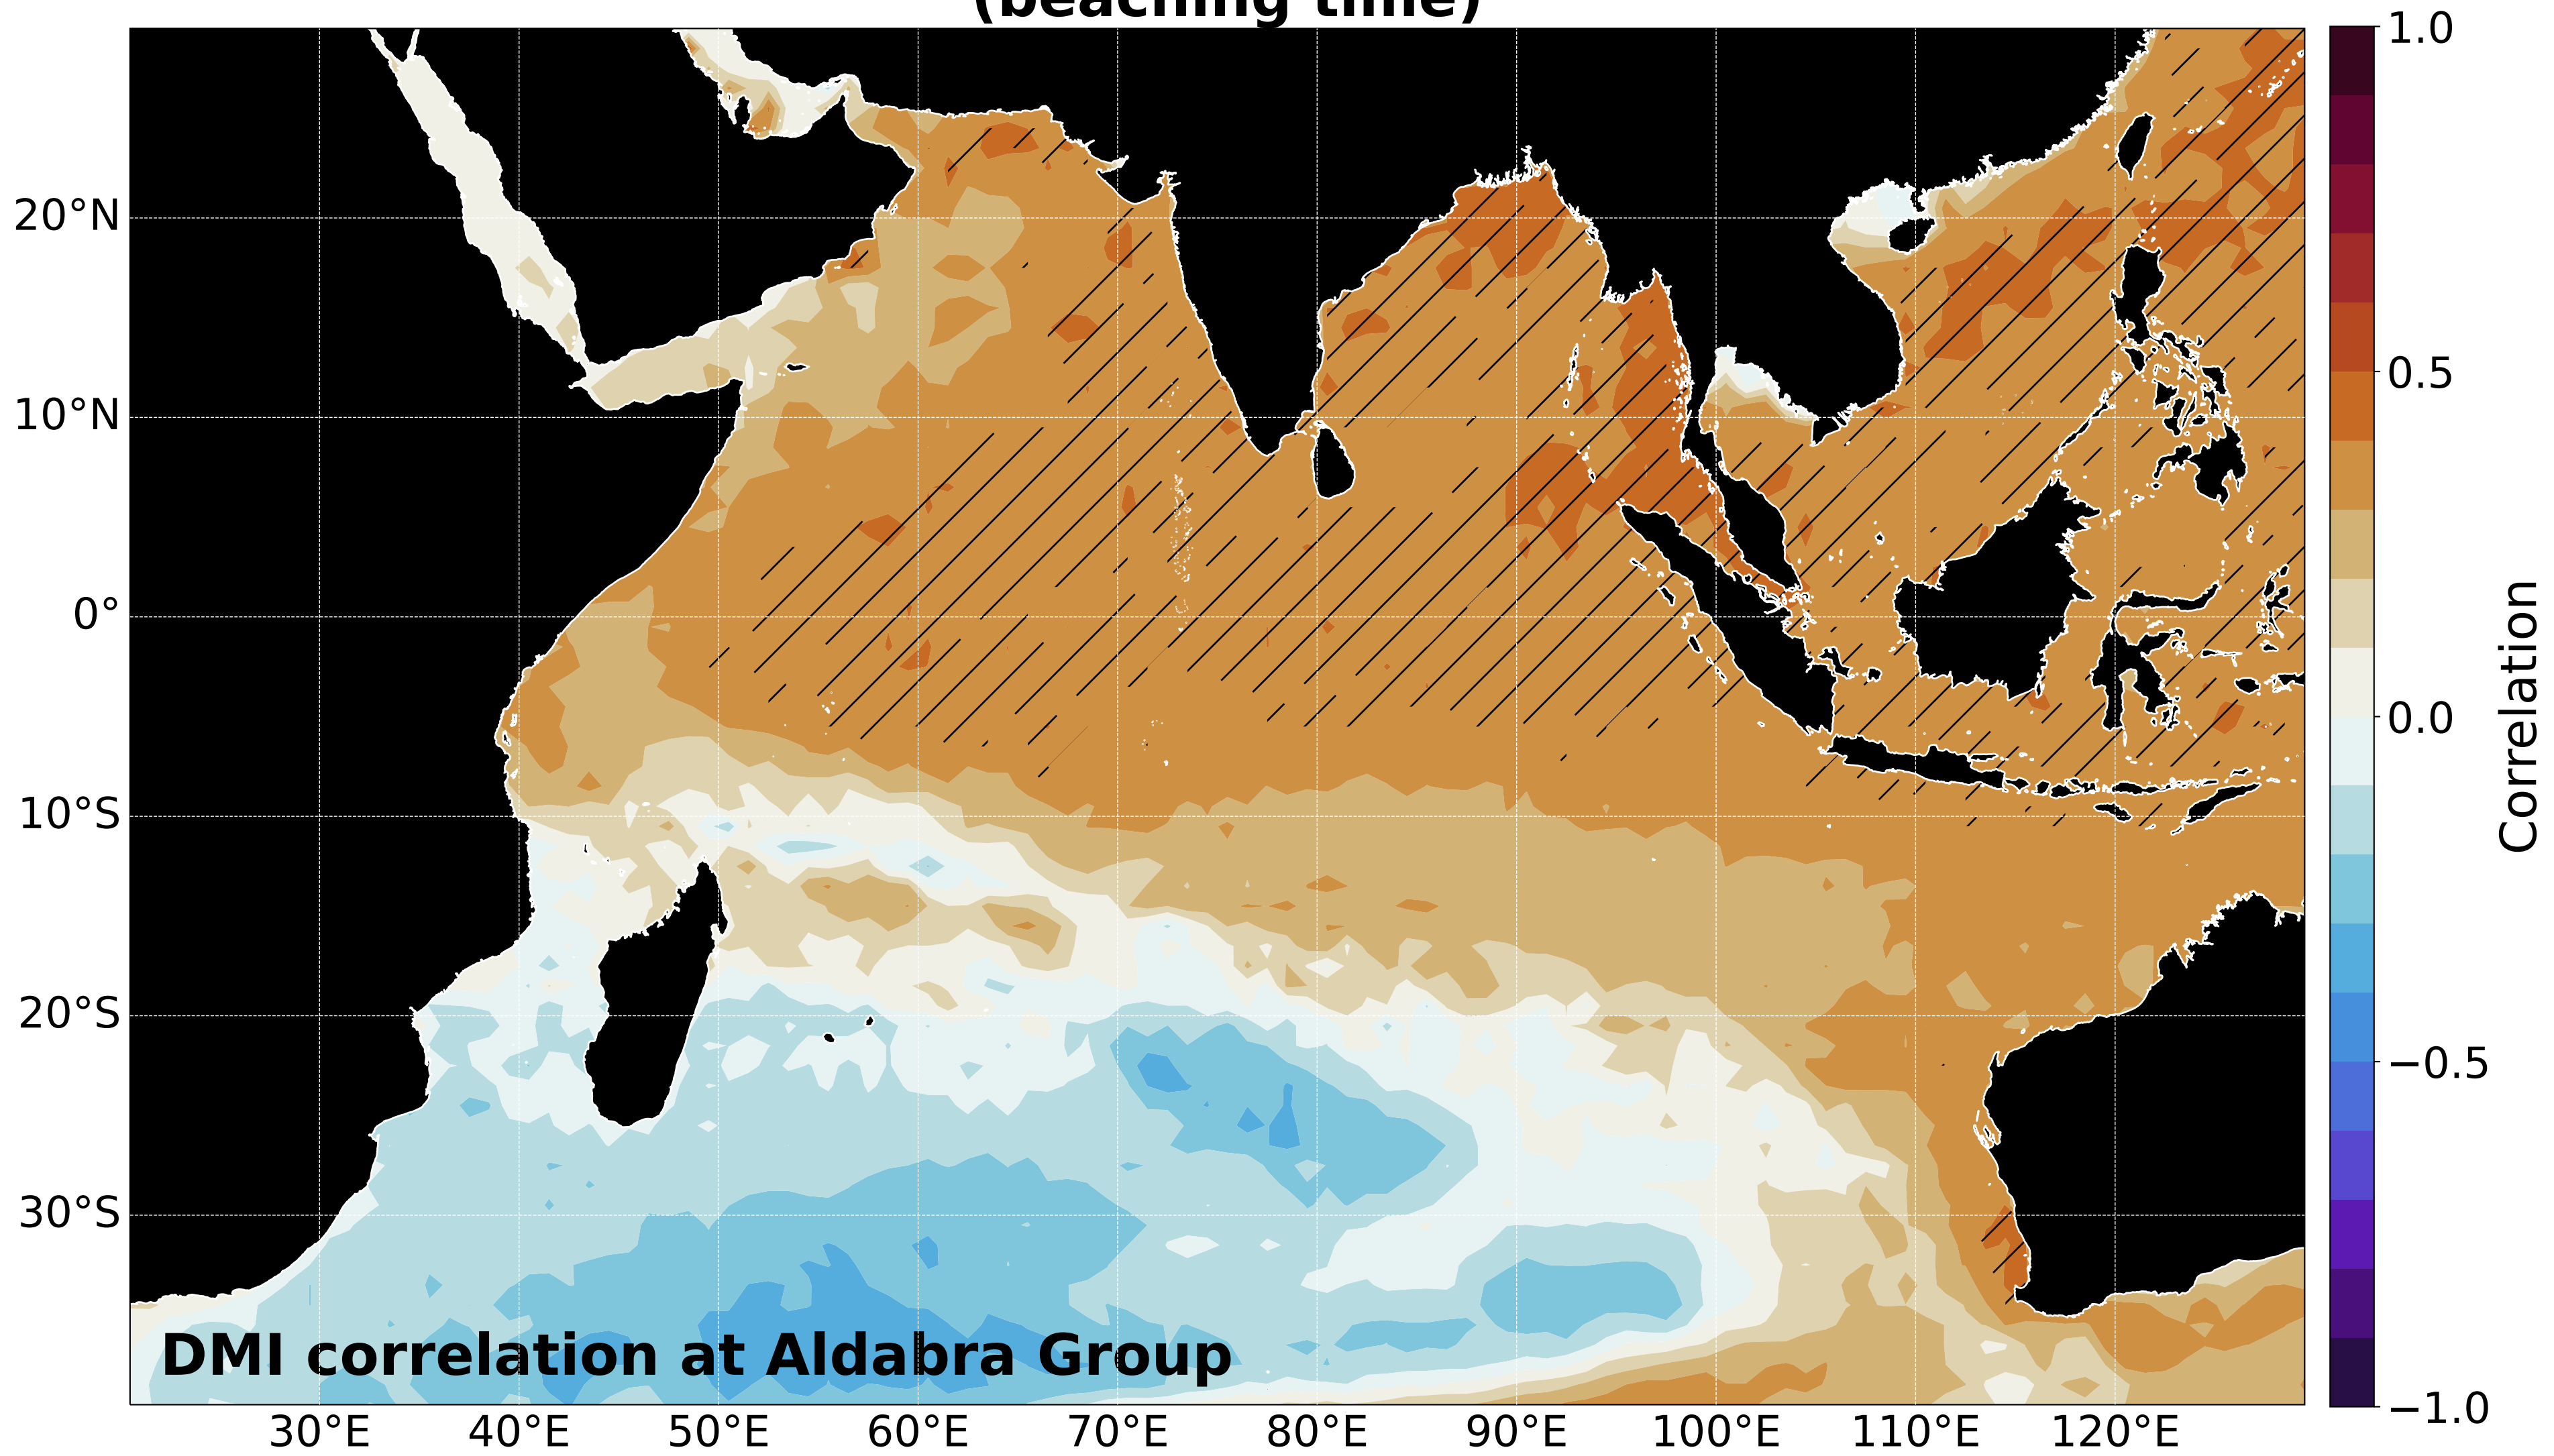 (beaching time)
1.0
0.5
0.0
−0.5
−1.0
Correlation
20°N
10°N
0°
10°S
20°S
30°S
DMI correlation at Aldabra Group
30°E 40°E 50°E 60°E 70°E 80°E 90°E 100°E 110°E 120°E